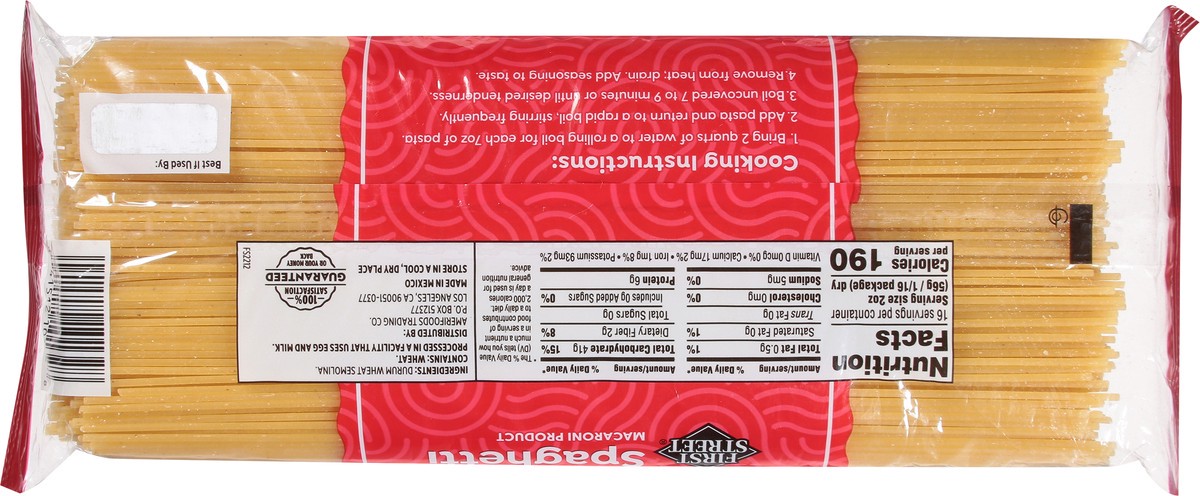 FIRST
STREET®
Spaghetti
MACARONI PRODUCT
Nutrition
Facts
16 servings per container
Serving size 2oz
(56g 1/16 package) dry)
Calories 190
per serving
Amount/serving % Daily Value*
Total Fat 0.5g 1%
Saturated Fat 0g 1%
Trans Fat 0g
Cholesterol 0mg 0%
Sodium 5mg 0%
Amount/serving % Daily Value*
Total Carbohydrate 41g 15%
Dietary Fiber 2g 8%
Total Sugars 0g
Includes 0g Added Sugars 0%
Protein 6g
Vitamin D 0mcg 0% • Calcium 12mg 2% • Iron 1mg 8% • Potassium 93mg 2%
* The % Daily Value
(DV) tells you how
much a nutrient
in a serving of
food contributes
to a daily diet.
2,000 calories
a day is used for
general nutrition
advice.
INGREDIENTS: DURUM WHEAT SEMOLINA.
CONTAINS: WHEAT.
PROCESSED IN A FACILITY THAT USES EGG AND MILK.
DISTRIBUTED BY:
AMERIFOODS TRADING CO.
P.O. BOX 512377
LOS ANGELES, CA 90051-0377
MADE IN MEXICO
STORE IN A COOL, DRY PLACE
100%
SATISFACTION
GUARANTEED
OR YOUR MONEY
BACK
FS2212
Cooking Instructions:
1. Bring 2 quarts of water to a rolling boil for each 7oz of pasta.
2. Add pasta and return to a rapid boil, stirring frequently.
3. Boil uncovered 7 to 9 minutes or until desired tenderness.
4. Remove from heat; drain. Add seasoning to taste.
Best If Used By: